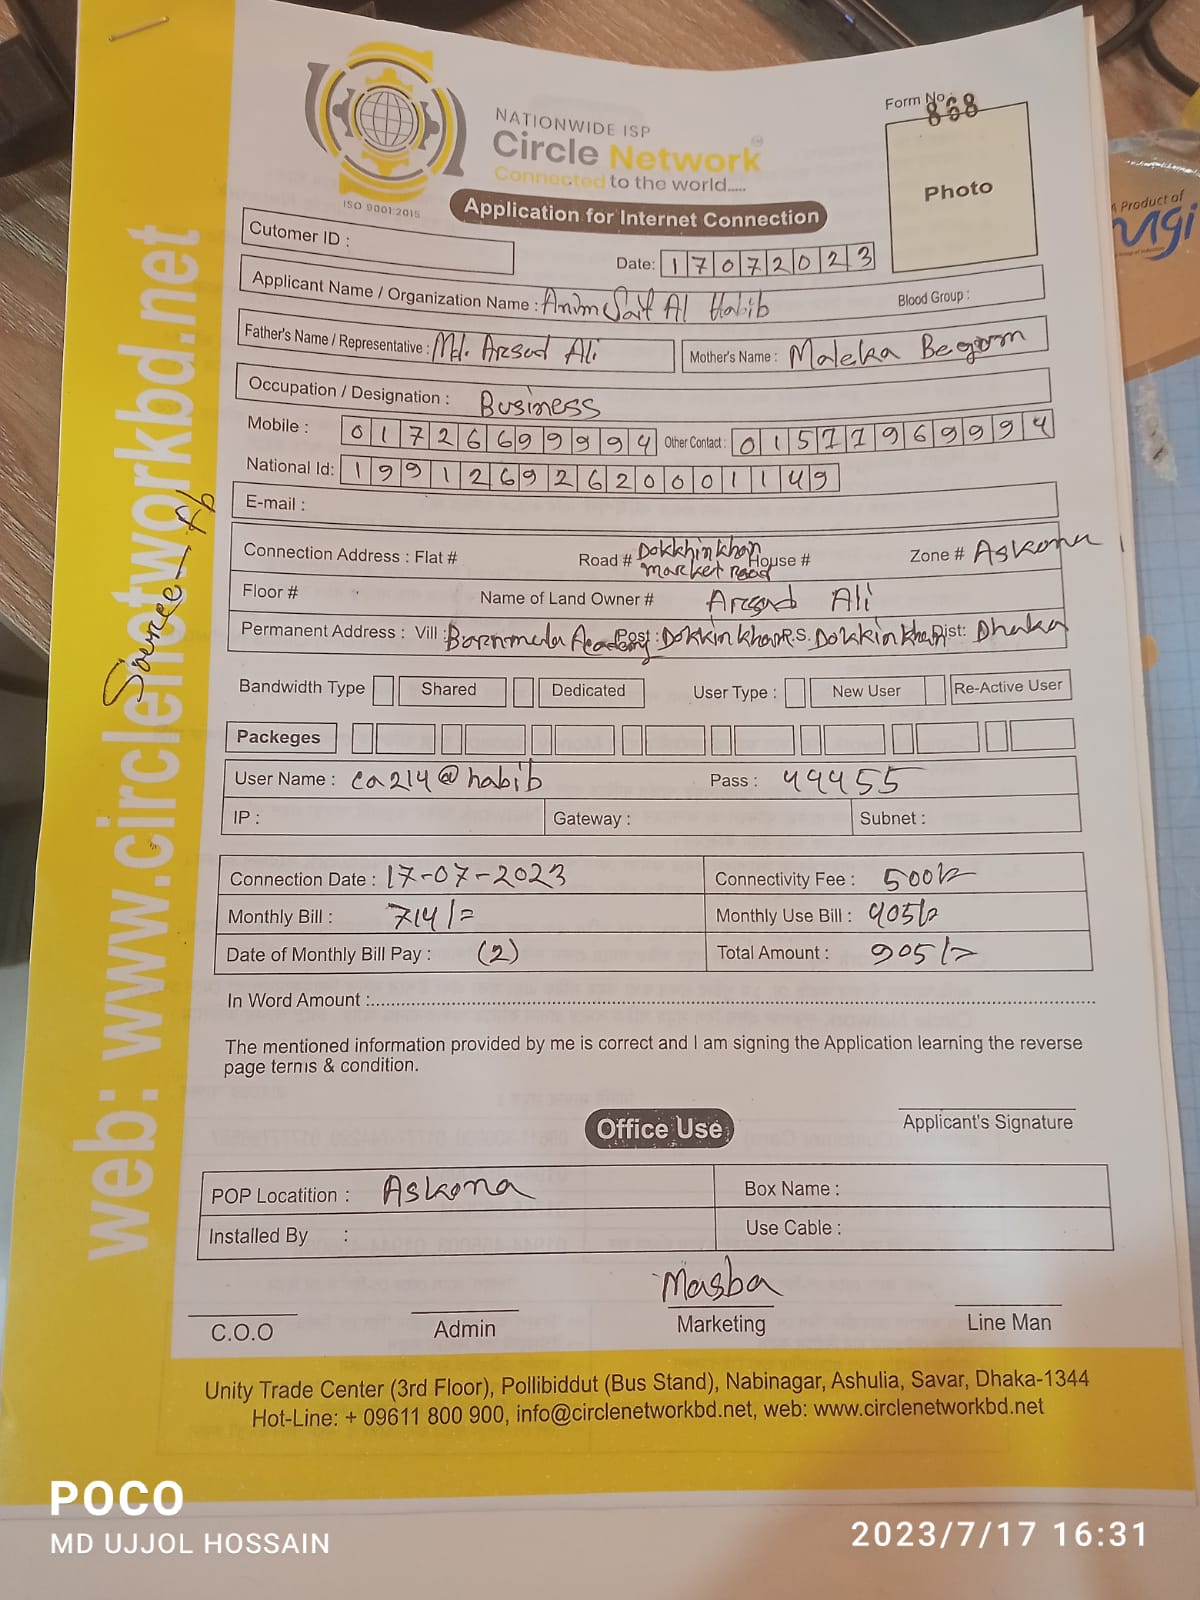 Form No. 868
NATIONWIDE ISP
Circle Network
Connected to the world.....
ISO 9001:2015
Photo
A Product of
Application for Internet Connection
Cutomer ID :
Date: 17072023
Applicant Name / Organization Name : Anim Saif Al Habib
Blood Group :
Father's Name / Representative : Md. Arsad Ali
Mother's Name : Maleka Begom
Occupation / Designation : Business
Mobile : 01726699994 Other Contact : 01577969994
National Id: 19912692620001149
E-mail :
Connection Address : Flat # Road # Dokkhinkhan market road House # Zone # Askona
Floor # Name of Land Owner # Arsad Ali
Permanent Address : Vill : Academy Post : Dokkinkhan P.S. Dokkinkhan Dist: Dhaka
Bandwidth Type Shared Dedicated User Type : New User Re-Active User
Packeges
User Name : ca214@habib Pass : 49455
IP : Gateway : Subnet :
Connection Date : 17-07-2023 Connectivity Fee : 500/=
Monthly Bill : 714/= Monthly Use Bill : 405/=
Date of Monthly Bill Pay : (2) Total Amount : 905/=
In Word Amount :
The mentioned information provided by me is correct and I am signing the Application learning the reverse
page terms & condition.
Applicant's Signature
Office Use
POP Locatition : Askona Box Name :
Installed By : Use Cable :
Masba
C.O.O Admin Marketing Line Man
Unity Trade Center (3rd Floor), Pollibiddut (Bus Stand), Nabinagar, Ashulia, Savar, Dhaka-1344
Hot-Line: + 09611 800 900, info@circlenetworkbd.net, web: www.circlenetworkbd.net
web: www.circlenetworkbd.net
Source - Fb
POCO
MD UJJOL HOSSAIN
2023/7/17 16:31